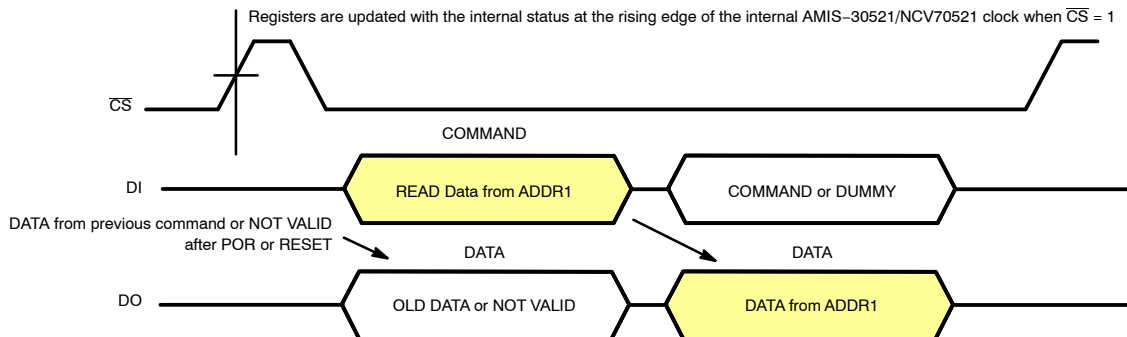 Registers are updated with the internal status at the rising edge of the internal AMIS−30521/NCV70521 clock when C̅S̅ = 1
C̅S̅
COMMAND
DI
READ Data from ADDR1
COMMAND or DUMMY
DATA from previous command or NOT VALID
after POR or RESET
DATA
DATA
DO
OLD DATA or NOT VALID
DATA from ADDR1